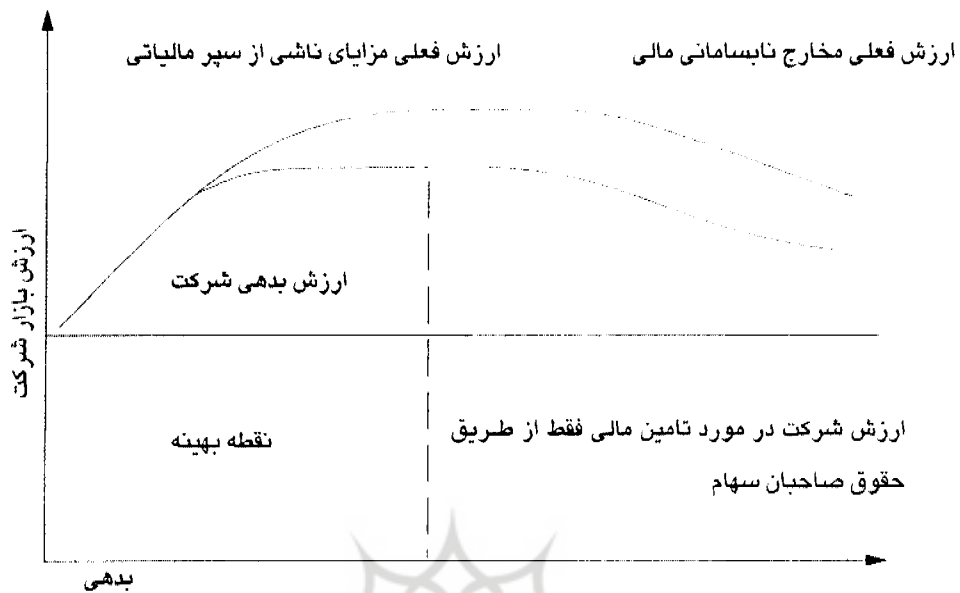 ارزش فعلی مزایای ناشی از سپر مالیاتی
ارزش فعلی مخارج نابسامانی مالی
ارزش بازار شرکت
ارزش بدهی شرکت
نقطه بهینه
ارزش شرکت در مورد تامین مالی فقط از طریق
حقوق صاحبان سهام
بدهی